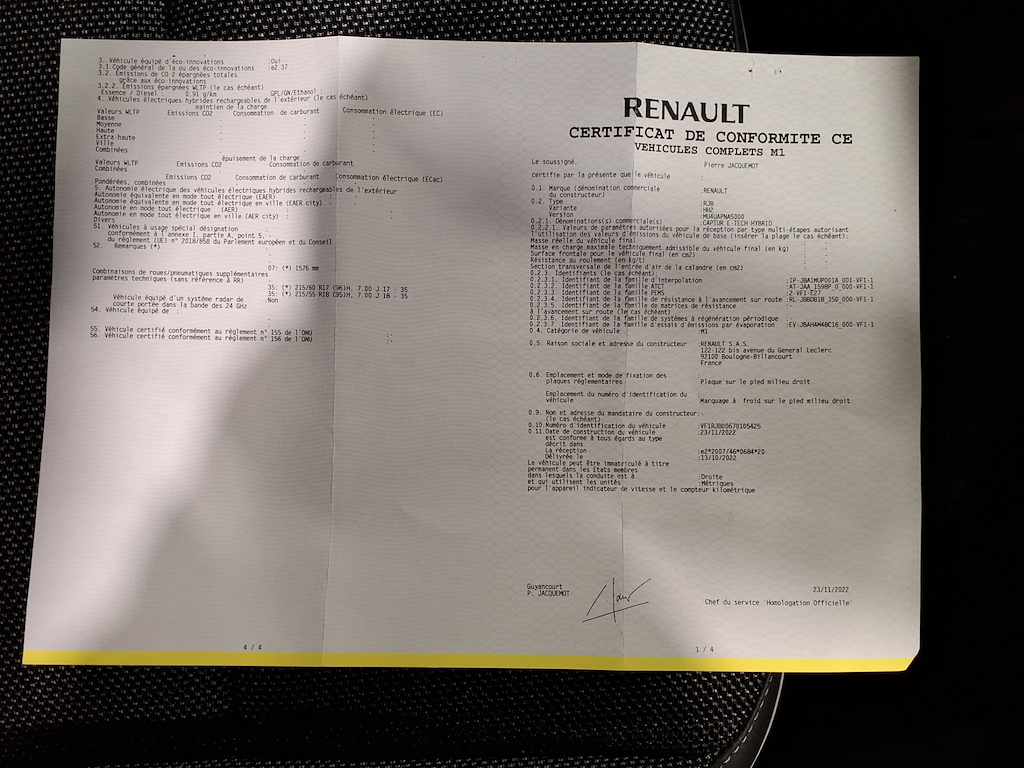 3. Véhicule équipé d'éco-innovations :Oui
3.1.Code général de la ou des éco-innovations :e2 37
3.2. Emissions de CO 2 épargnées totales
grâce aux éco-innovations
3.2.2. Emissions épargnées WLTP (le cas échéant)
Essence / Diesel : 0.91 g/km GPL/GN/Ethanol :
4. Véhicules électriques hybrides rechargeables de l'extérieur (le cas échéant)
maintien de la charge
Valeurs WLTP Emissions CO2 Consommation de carburant Consommation électrique (EC)
Basse
Moyenne
Haute
Extra-haute
Ville
Combinées
épuisement de la charge
Valeurs WLTP Emissions CO2 Consommation de carburant
Combinées
Emissions CO2 Consommation de carburant Consommation électrique (ECac)
Pondérées, combinées
5. Autonomie électrique des véhicules électriques hybrides rechargeables de l'extérieur
Autonomie équivalente en mode tout électrique (EAER)
Autonomie équivalente en mode tout électrique en ville (EAER city) :
Autonomie en mode tout électrique (AER)
Autonomie en mode tout électrique en ville (AER city) :
Divers
51. Véhicules à usage spécial désignation :
conformément à l'annexe I, partie A, point 5.
du règlement (UE) n° 2018/858 du Parlement européen et du Conseil
52. Remarques (*)
07: (*) 1576 mm
Combinaisons de roues/pneumatiques supplémentaires
paramètres techniques (sans référence à RR)
35: (*) 215/60 R17 (96)H, 7.00 J 17 - 35
35: (*) 215/55 R18 (95)H, 7.00 J 18 - 35
Véhicule équipé d'un système radar de :Non
courte portée dans la bande des 24 GHz
54. Véhicule équipé de :
55. Véhicule certifié conformément au règlement n° 155 de l'ONU :
56. Véhicule certifié conformément au règlement n° 156 de l'ONU :
4 / 4
RENAULT
CERTIFICAT DE CONFORMITE CE
VEHICULES COMPLETS M1
Le soussigné. Pierre JACQUEMOT
certifie par la présente que le véhicule :
0.1. Marque (dénomination commerciale :RENAULT
du constructeur)
0.2. Type :RJB
Variante :HH2
Version :MU4UAPNA5000
0.2.1. Dénominations(s) commerciale(s) :CAPTUR E-TECH HYBRID
0.2.2.1. Valeurs de paramètres autorisées pour la réception par type multi-étapes autorisant
l'utilisation des valeurs d'émissions du véhicule de base (insérer la plage le cas échéant):
Masse réelle du véhicule final
Masse en charge maximale techniquement admissible du véhicule final (en kg)
Surface frontale pour le véhicule final (en cm2)
Résistance au roulement (en kg/t)
Section transversale de l'entrée d'air de la calandre (en cm2)
0.2.3. Identifiants (le cas échéant)
0.2.3.1. Identifiant de la famille d'interpolation :IP-JBA1MUP001A_001-VF1-1
0.2.3.2. Identifiant de la famille ATCT :AT-JAA_1598P_0_000-VF1-1
0.2.3.3. Identifiant de la famille PEMS :2-VF1-E27
0.2.3.4. Identifiant de la famille de résistance à l'avancement sur route :RL-JBBDB1B_350_000-VF1-1
0.2.3.5. Identifiant de la famille de matrices de résistance :-
à l'avancement sur route (le cas échéant)
0.2.3.6. Identifiant de la famille de systèmes à régénération périodique :-
0.2.3.7. Identifiant de la famille d'essais d'émissions par évaporation :EV-JBAH4M48C16_000-VF1-1
0.4. Catégorie de véhicule :M1
0.5. Raison sociale et adresse du constructeur :RENAULT S.A.S.
122-122 bis avenue du General Leclerc
92100 Boulogne-Billancourt
France
0.6. Emplacement et mode de fixation des :
plaques réglementaires Plaque sur le pied milieu droit
Emplacement du numéro d'identification du :
véhicule Marquage à froid sur le pied milieu droit
0.9. Nom et adresse du mandataire du constructeur:-
(le cas échéant)
0.10.Numéro d'identification du véhicule :VF1RJB00670105425
0.11.Date de construction du véhicule :23/11/2022
est conforme à tous égards au type
décrit dans
La réception :e2*2007/46*0684*20
Délivrée le :13/10/2022
Le véhicule peut être immatriculé à titre
permanent dans les Etats membres
dans lesquels la conduite est à :Droite
et qui utilisent les unités :Métriques
pour l'appareil indicateur de vitesse et le compteur kilométrique
Guyancourt 23/11/2022
P. JACQUEMOT
Chef du service 'Homologation Officielle'
1 / 4